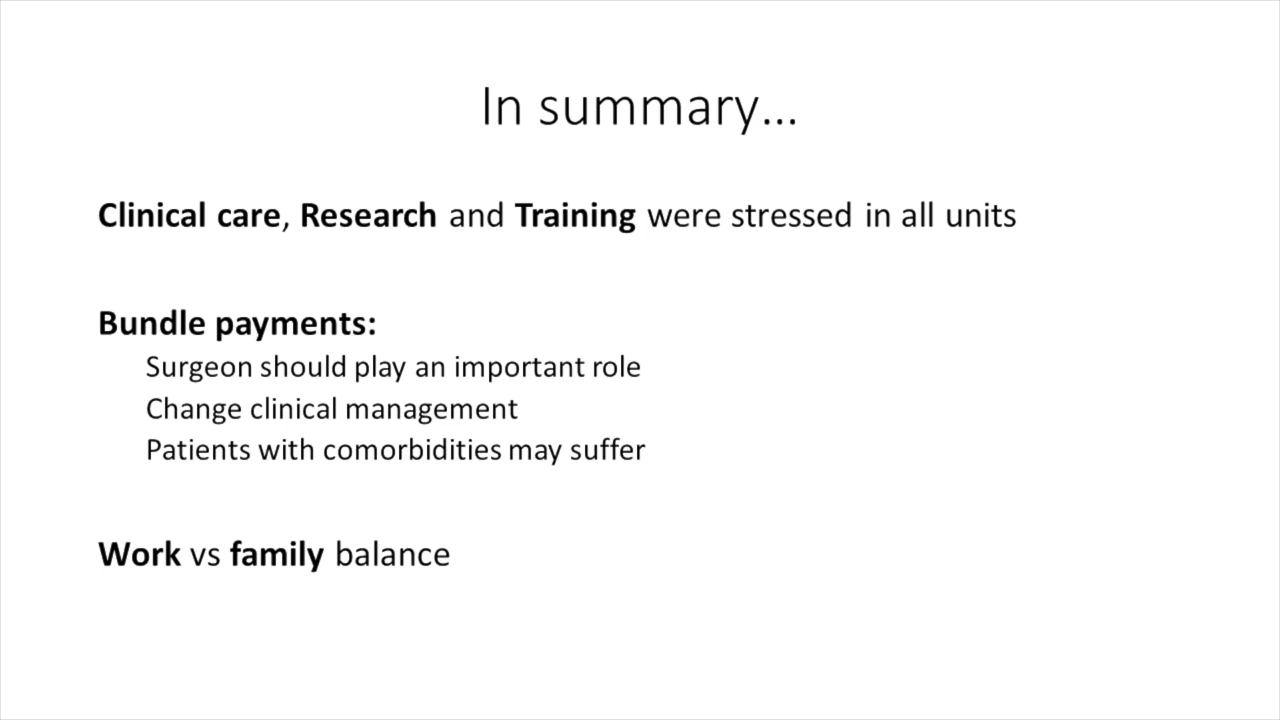 In summary...
Clinical care, Research and Training were stressed in all units
Bundle payments:
Surgeon should play an important role
Change clinical management
Patients with comorbidities may suffer
Work vs family balance